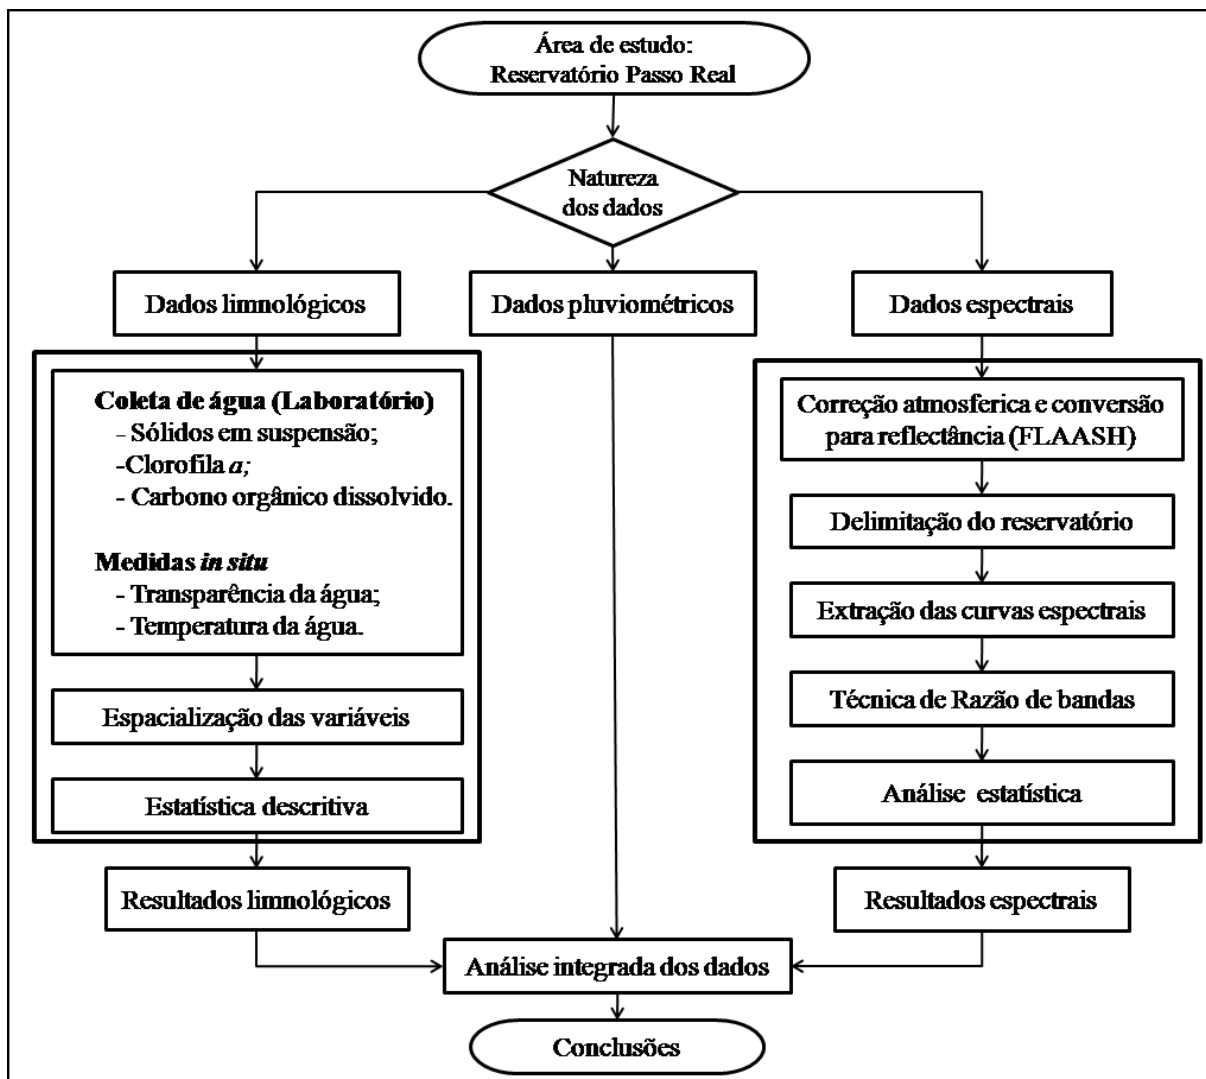 Área de estudo:
Reservatório Passo Real
Natureza
dos dados
Dados limnológicos
Dados pluviométricos
Dados espectrais
Coleta de água (Laboratório)
- Sólidos em suspensão;
-Clorofila a;
- Carbono orgânico dissolvido.
Medidas in situ
- Transparência da água;
- Temperatura da água.
Espacialização das variáveis
Estatística descritiva
Resultados limnológicos
Correção atmosferica e conversão
para reflectância (FLAASH)
Delimitação do reservatório
Extração das curvas espectrais
Técnica de Razão de bandas
Análise estatística
Resultados espectrais
Análise integrada dos dados
Conclusões